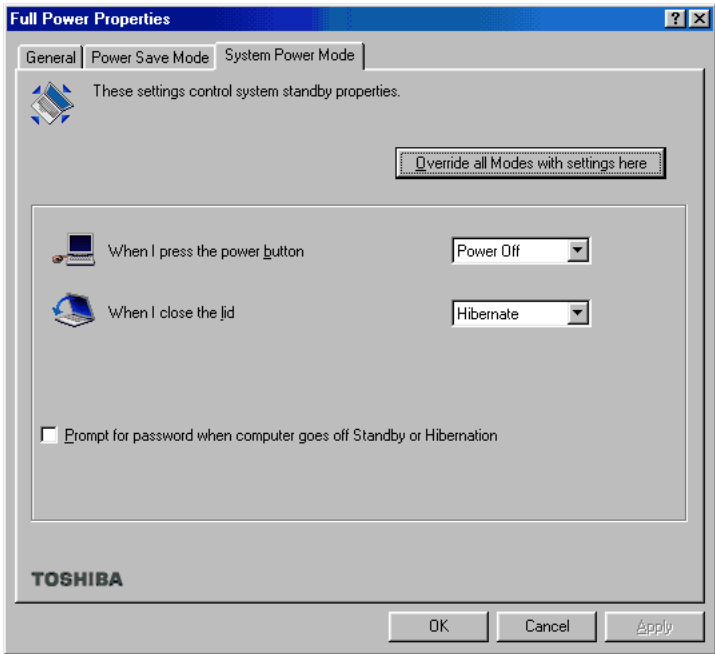 Full Power Properties
General Power Save Mode System Power Mode
These settings control system standby properties.
Override all Modes with settings here
When I press the power button Power Off
When I close the lid Hibernate
Prompt for password when computer goes off Standby or Hibernation
TOSHIBA
OK Cancel Apply